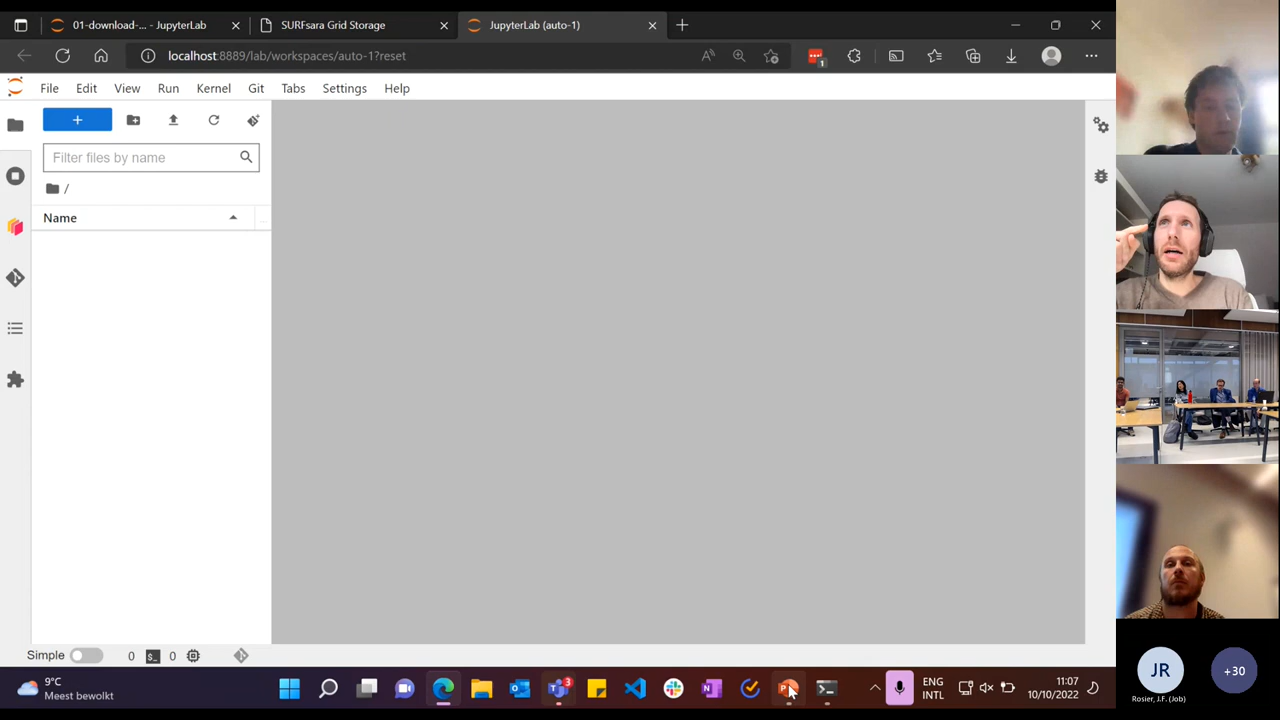 01-download-... - JupyterLab
SURFsara Grid Storage
JupyterLab (auto-1)
localhost:8889/lab/workspaces/auto-1?reset
1
File Edit View Run Kernel Git Tabs Settings Help
+
Filter files by name
/
Name
Simple
0
0
9°C
Meest bewolkt
3
ENG
INTL
11:07
10/10/2022
JR
Rosier, J.F. (Job)
+30